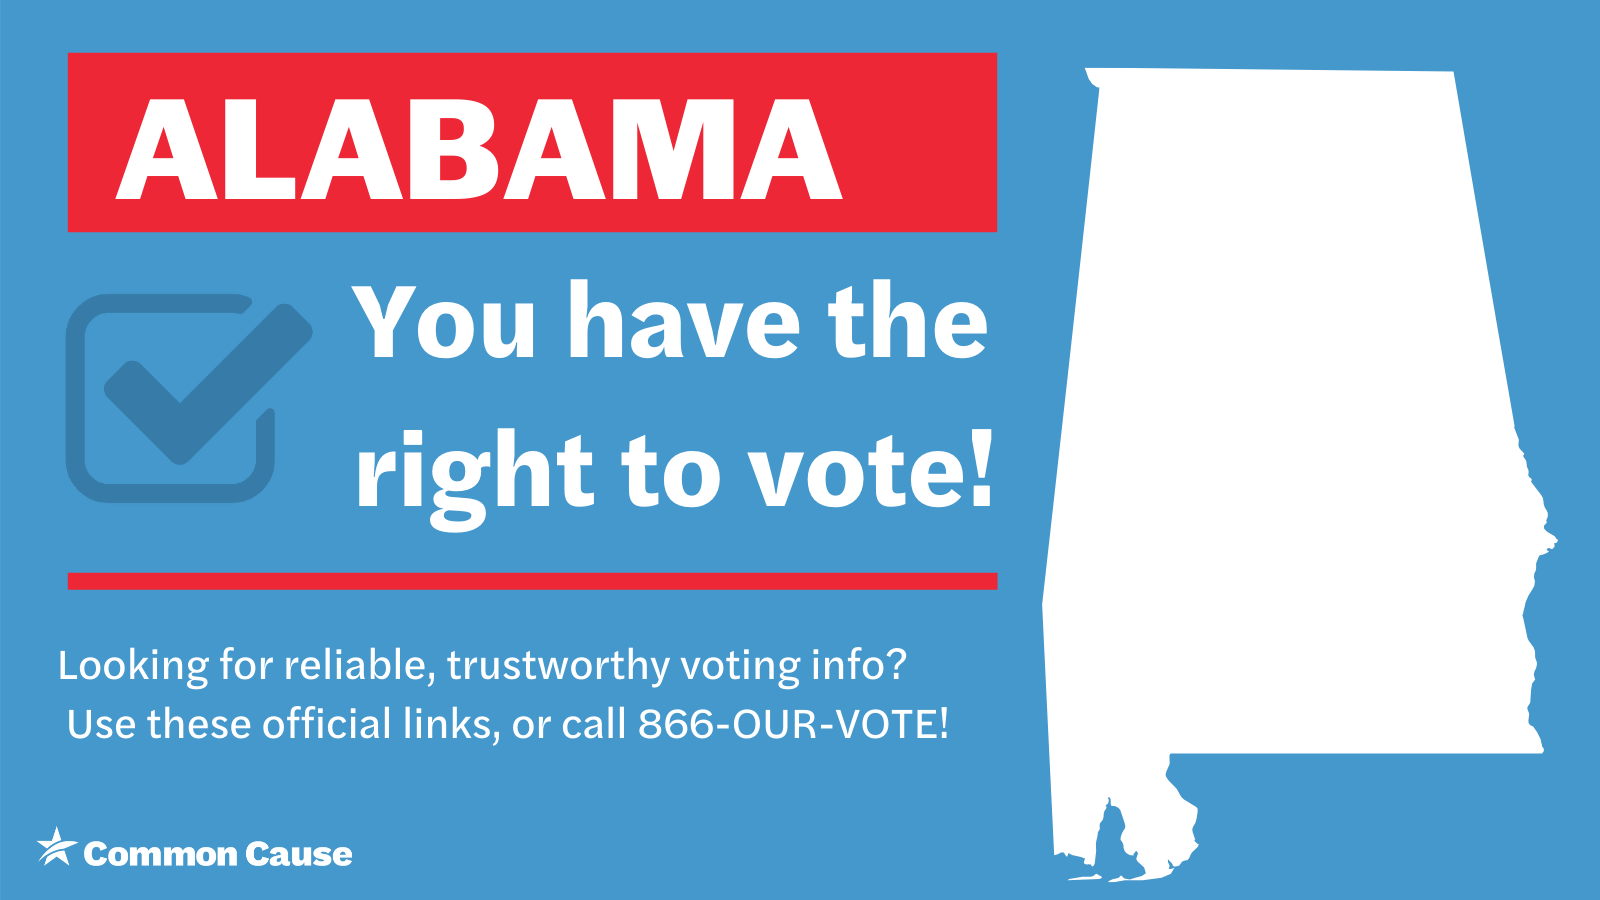 ALABAMA
You have the
right to vote!
Looking for reliable, trustworthy voting info?
Use these official links, or call 866-OUR-VOTE!
Common Cause